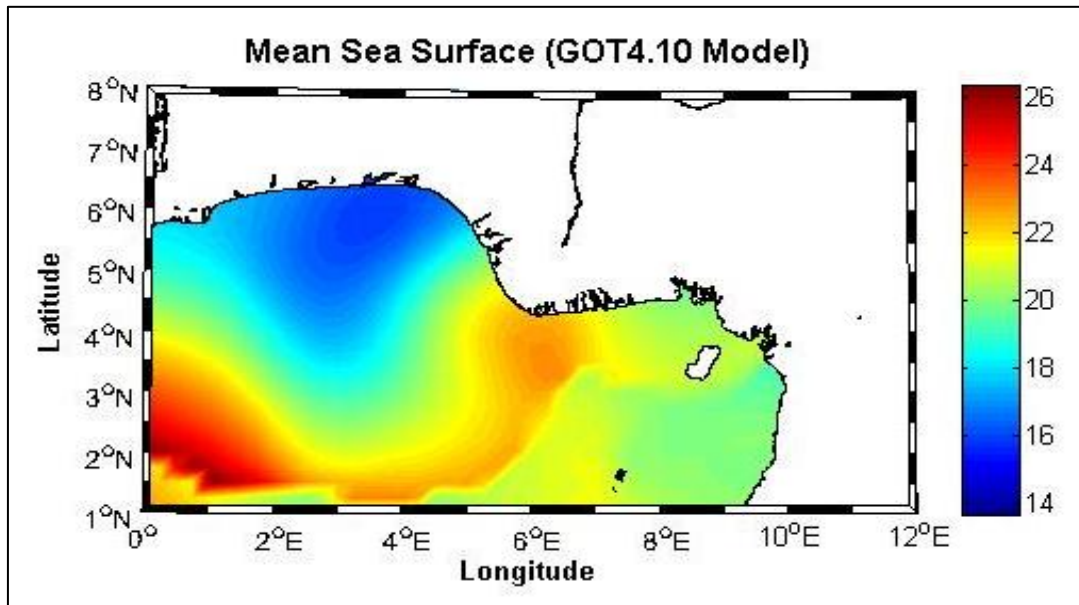 Mean Sea Surface (GOT4.10 Model)
8°N
7°N
6°N
5°N
4°N
3°N
2°N
1°N
Latitude
0°
2°E
4°E
6°E
8°E
10°E
12°E
Longitude
26
24
22
20
18
16
14